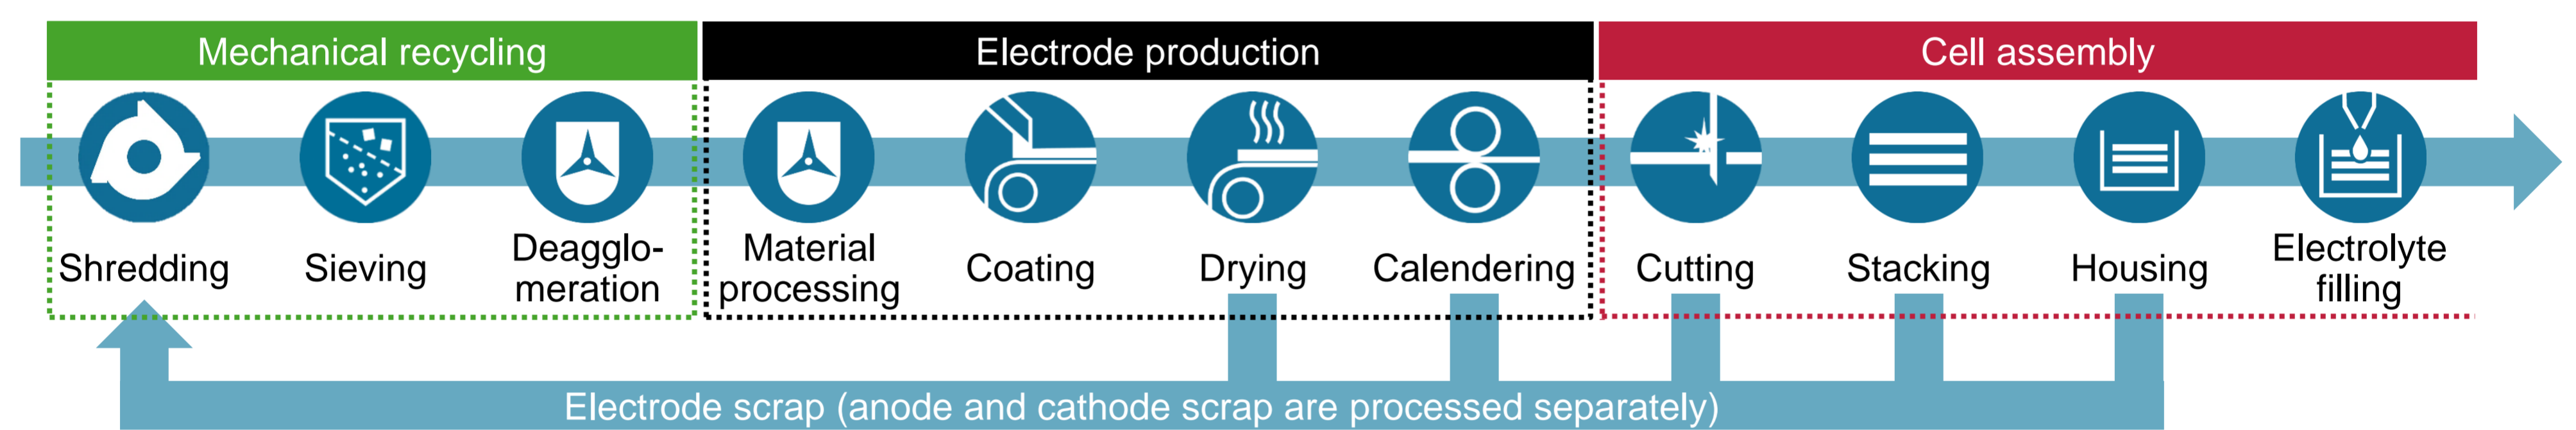 Mechanical recycling
Electrode production
Cell assembly
Shredding
Sieving
Deagglo-
meration
Material
processing
Coating
Drying
Calendering
Cutting
Stacking
Housing
Electrolyte
filling
Electrode scrap (anode and cathode scrap are processed separately)